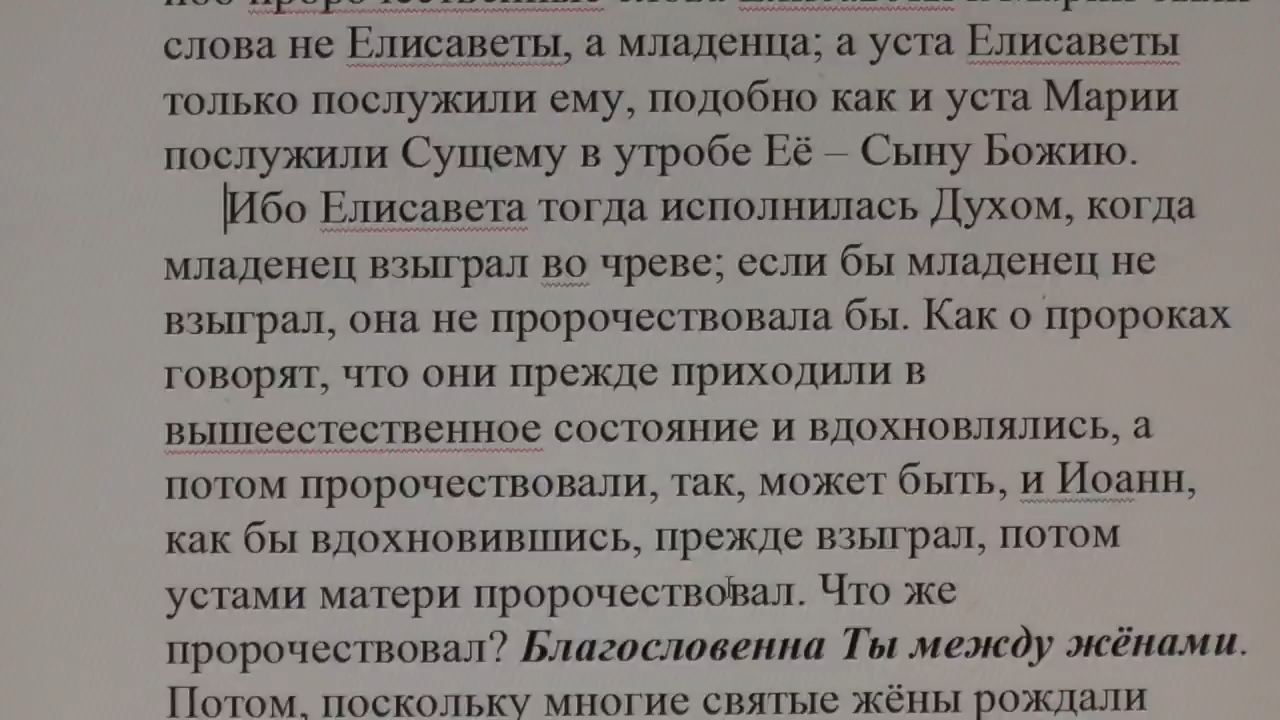 слова не Елисаветы, а младенца; а уста Елисаветы
только послужили ему, подобно как и уста Марии
послужили Сущему в утробе Её – Сыну Божию.
Ибо Елисавета тогда исполнилась Духом, когда
младенец взыграл во чреве; если бы младенец не
взыграл, она не пророчествовала бы. Как о пророках
говорят, что они прежде приходили в
вышеестественное состояние и вдохновлялись, а
потом пророчествовали, так, может быть, и Иоанн,
как бы вдохновившись, прежде взыграл, потом
устами матери пророчествовал. Что же
пророчествовал? Благословенна Ты между жёнами.
Потом, поскольку многие святые жёны рождали